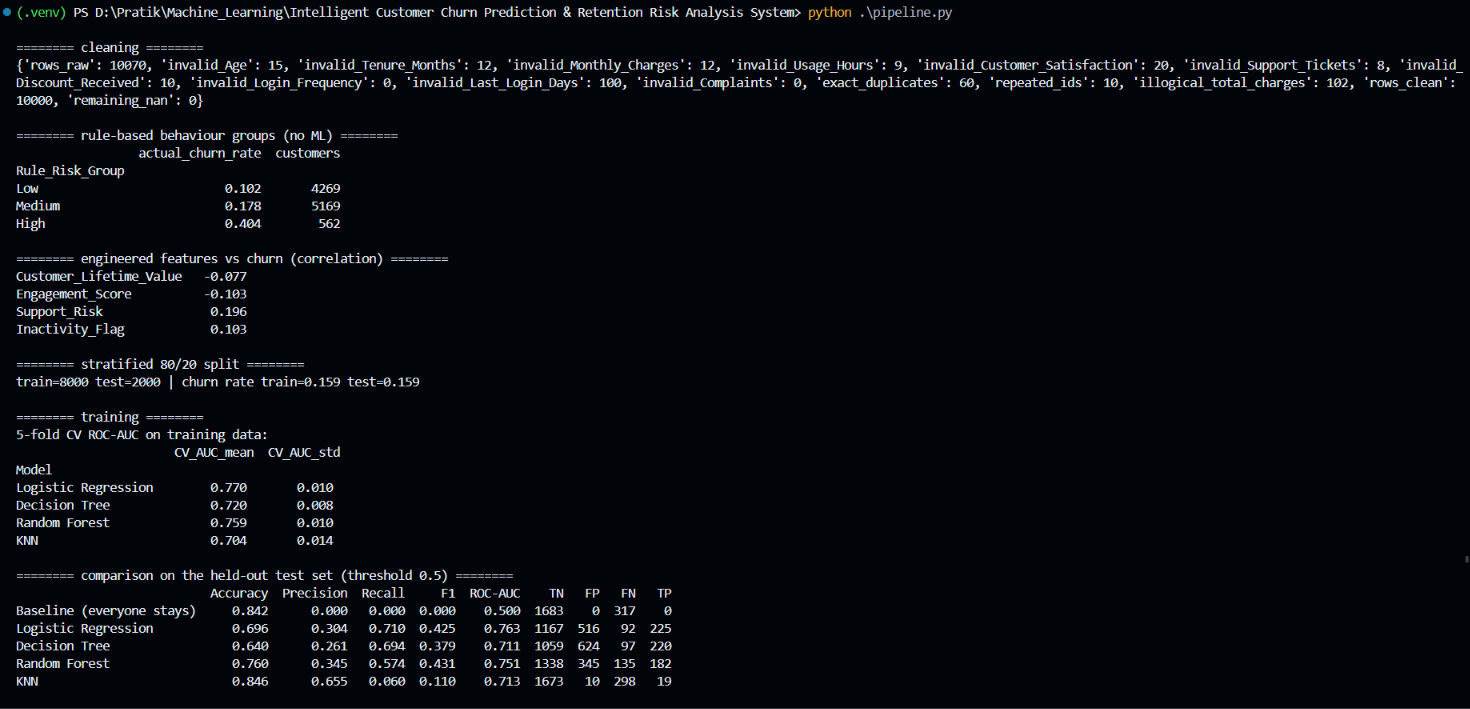 (.venv) PS D:\Pratik\Machine_Learning\Intelligent Customer Churn Prediction & Retention Risk Analysis System> python .\pipeline.py
======== cleaning ========
{'rows_raw': 10070, 'invalid_Age': 15, 'invalid_Tenure_Months': 12, 'invalid_Monthly_Charges': 12, 'invalid_Usage_Hours': 9, 'invalid_Customer_Satisfaction': 20, 'invalid_Support_Tickets': 8, 'invalid_
Discount_Received': 10, 'invalid_Login_Frequency': 0, 'invalid_Last_Login_Days': 100, 'invalid_Complaints': 0, 'exact_duplicates': 60, 'repeated_ids': 10, 'illogical_total_charges': 102, 'rows_clean':
10000, 'remaining_nan': 0}
======== rule-based behaviour groups (no ML) ========
actual_churn_rate customers
Rule_Risk_Group
Low 0.102 4269
Medium 0.178 5169
High 0.404 562
======== engineered features vs churn (correlation) ========
Customer_Lifetime_Value -0.077
Engagement_Score -0.103
Support_Risk 0.196
Inactivity_Flag 0.103
======== stratified 80/20 split ========
train=8000 test=2000 | churn rate train=0.159 test=0.159
======== training ========
5-fold CV ROC-AUC on training data:
CV_AUC_mean CV_AUC_std
Model
Logistic Regression 0.770 0.010
Decision Tree 0.720 0.008
Random Forest 0.759 0.010
KNN 0.704 0.014
======== comparison on the held-out test set (threshold 0.5) ========
Accuracy Precision Recall F1 ROC-AUC TN FP FN TP
Baseline (everyone stays) 0.842 0.000 0.000 0.000 0.500 1683 0 317 0
Logistic Regression 0.696 0.304 0.710 0.425 0.763 1167 516 92 225
Decision Tree 0.640 0.261 0.694 0.379 0.711 1059 624 97 220
Random Forest 0.760 0.345 0.574 0.431 0.751 1338 345 135 182
KNN 0.846 0.655 0.060 0.110 0.713 1673 10 298 19